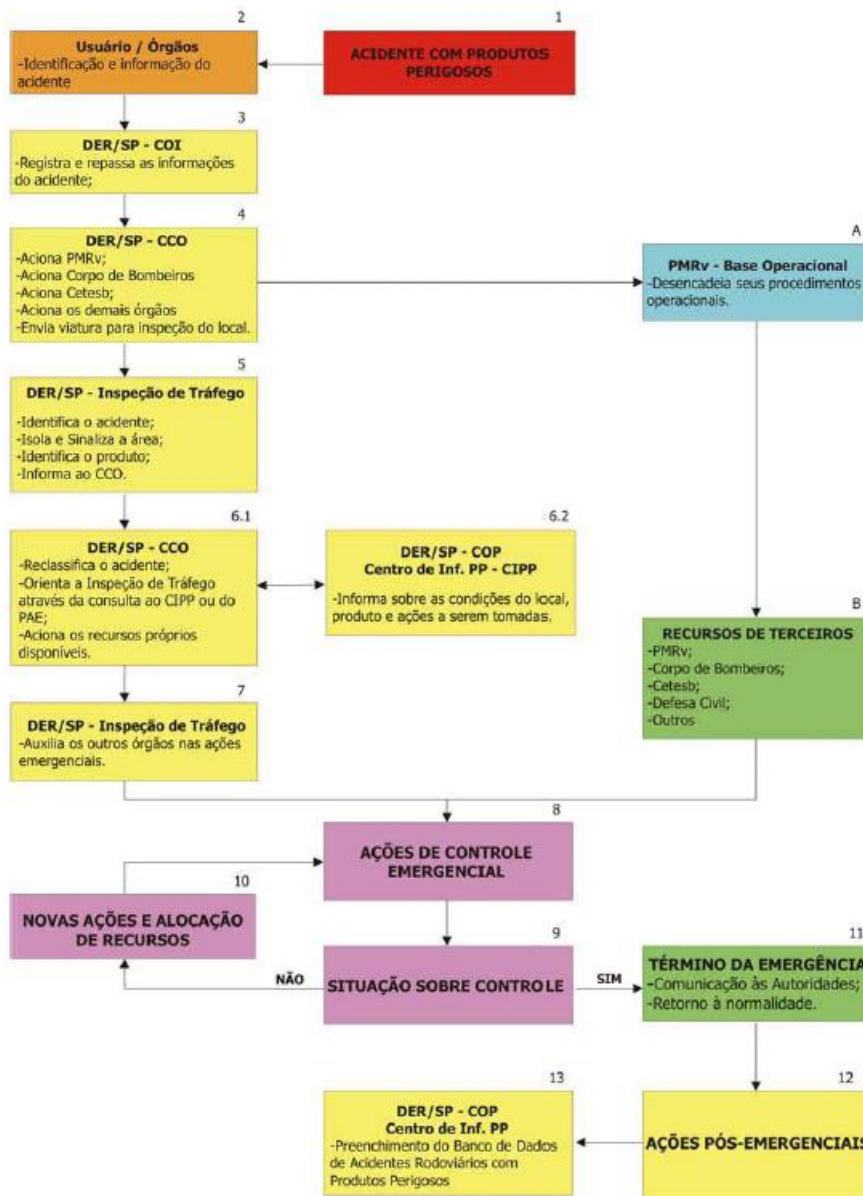 1
ACIDENTE COM PRODUTOS
PERIGOSOS
2
Usuário / Órgãos
-Identificação e informação do
acidente
3
DER/SP - COI
-Registra e repassa as informações
do acidente;
4
DER/SP - CCO
-Aciona PMRv;
-Aciona Corpo de Bombeiros
-Aciona Cetesb;
-Aciona os demais órgãos
-Envia viatura para inspeção do local.
A
PMRv - Base Operacional
-Desencadeia seus procedimentos
operacionais.
5
DER/SP - Inspeção de Tráfego
-Identifica o acidente;
-Isola e Sinaliza a área;
-Identifica o produto;
-Informa ao CCO.
6.1
DER/SP - CCO
-Reclassifica o acidente;
-Orienta a Inspeção de Tráfego
através da consulta ao CIPP ou do
PAE;
-Aciona os recursos próprios
disponíveis.
6.2
DER/SP - COP
Centro de Inf. PP - CIPP
-Informa sobre as condições do local,
produto e ações a serem tomadas.
B
RECURSOS DE TERCEIROS
-PMRv;
-Corpo de Bombeiros;
-Cetesb;
-Defesa Civil;
-Outros
7
DER/SP - Inspeção de Tráfego
-Auxilia os outros órgãos nas ações
emergenciais.
8
AÇÕES DE CONTROLE
EMERGENCIAL
10
NOVAS AÇÕES E ALOCAÇÃO
DE RECURSOS
9
SITUAÇÃO SOBRE CONTROLE
NÃO
SIM
11
TÉRMINO DA EMERGÊNCIA
-Comunicação às Autoridades;
-Retorno à normalidade.
12
AÇÕES PÓS-EMERGENCIAIS
13
DER/SP - COP
Centro de Inf. PP
-Preenchimento do Banco de Dados
de Acidentes Rodoviários com
Produtos Perigosos